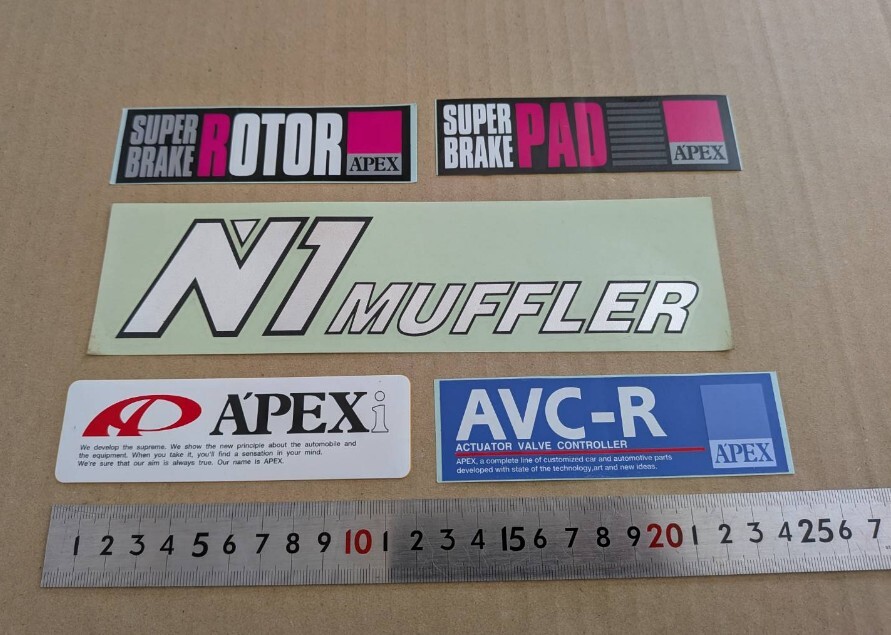 SUPER BRAKE ROTOR
A'PEX
SUPER BRAKE PAD
A'PEX
N1 MUFFLER
A'PEXi
We develop the supreme. We show the new principle about the automobile and
the equipment. When you take it, you'll find a sensation in your mind.
We're sure that our aim is always true. Our name is APEX.
AVC-R
ACTUATOR VALVE CONTROLLER
APEX, a complete line of customized car and automotive parts
developed with state of the technology,art and new ideas.
A'PEX
1 2 3 4 5 6 7 8 9 10 1 2 3 4 15 6 7 8 9 20 1 2 3 4 25 6 7